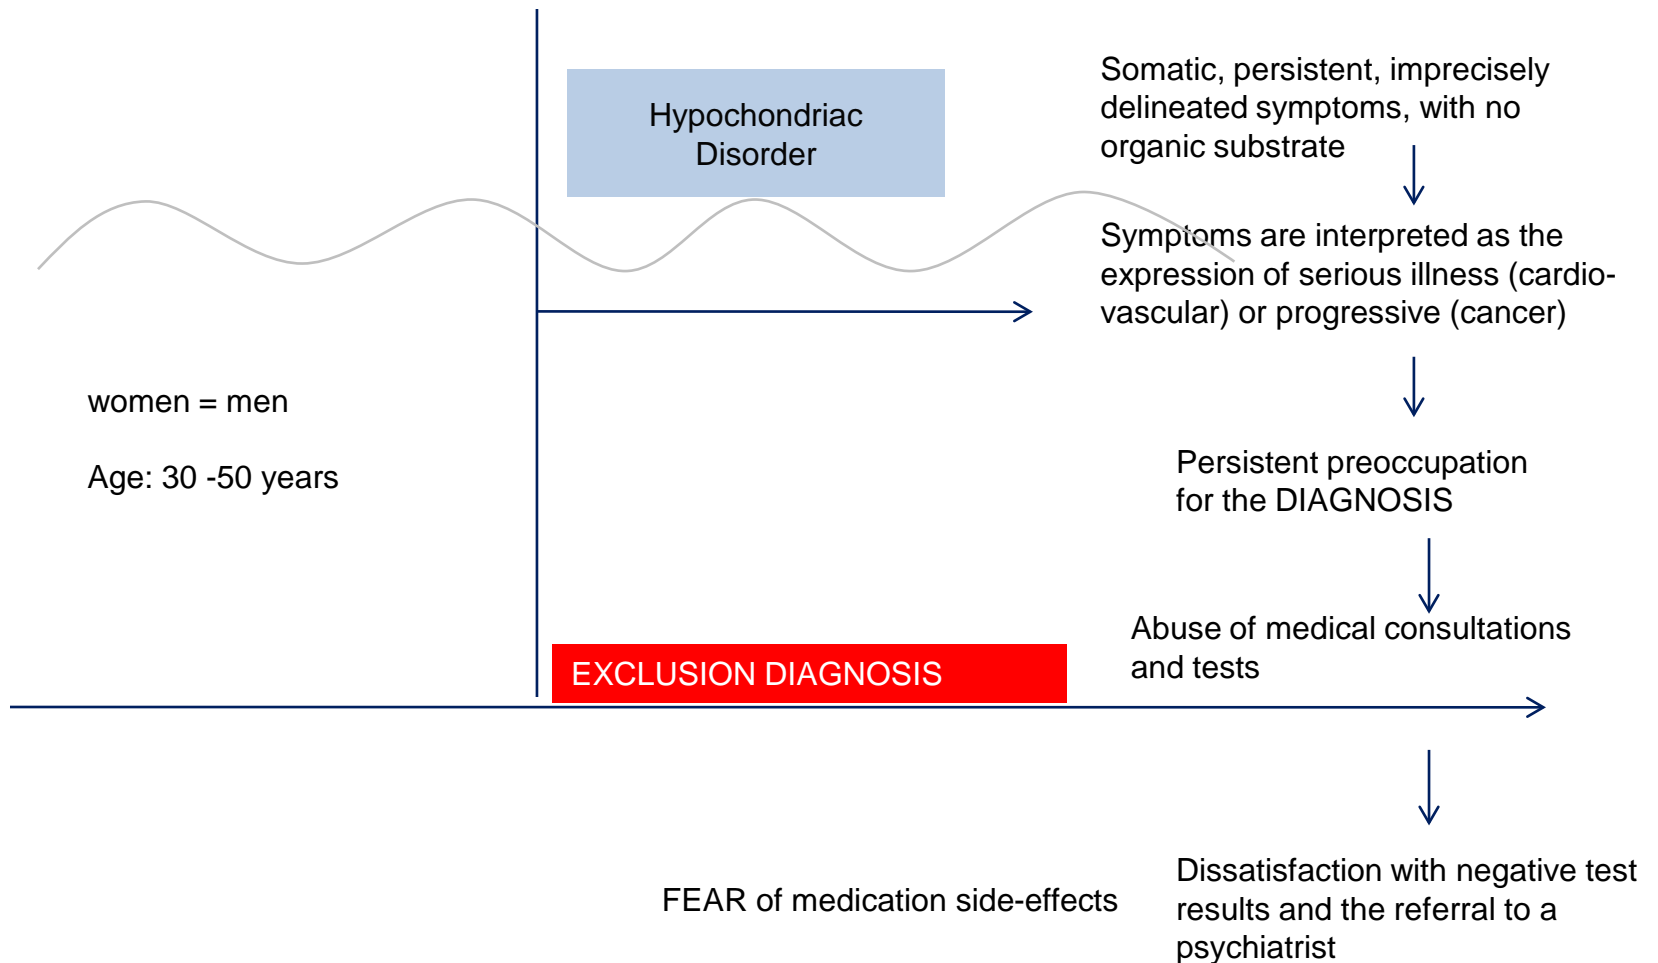 Hypochondriac
Disorder
Somatic, persistent, imprecisely
delineated symptoms, with no
organic substrate
Symptoms are interpreted as the
expression of serious illness (cardio-
vascular) or progressive (cancer)
women = men
Age: 30 -50 years
Persistent preoccupation
for the DIAGNOSIS
Abuse of medical consultations
and tests
EXCLUSION DIAGNOSIS
FEAR of medication side-effects
Dissatisfaction with negative test
results and the referral to a
psychiatrist